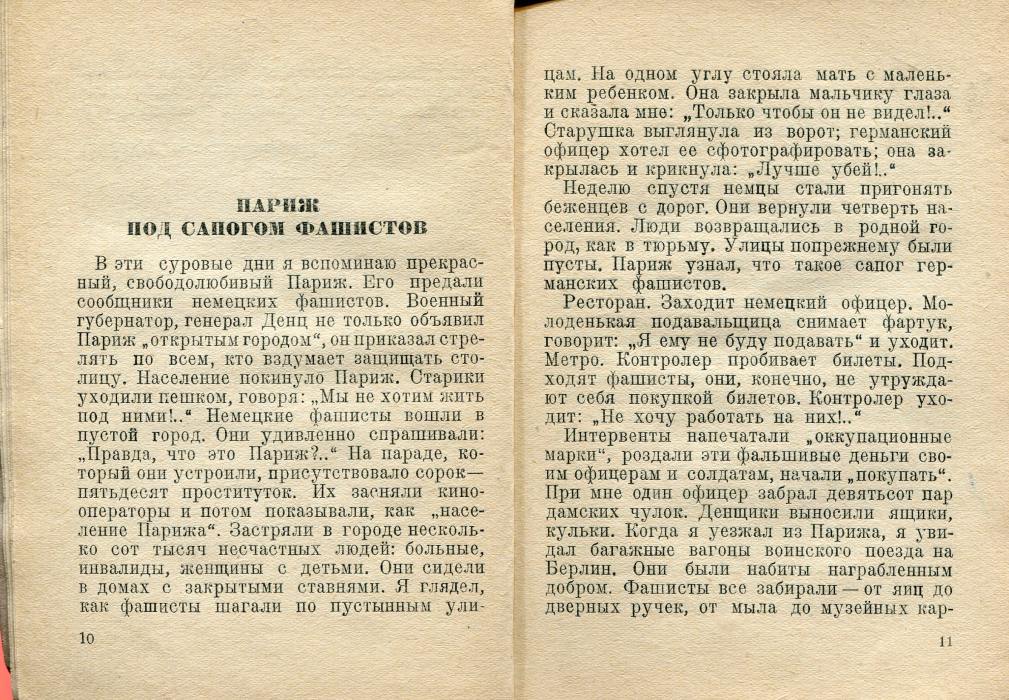 ПАРИЖ
ПОД САПОГОМ ФАШИСТОВ
В эти суровые дни я вспоминаю прекрас-
ный, свободолюбивый Париж. Его предали
сообщники немецких фашистов. Военный
губернатор, генерал Денц не только объявил
Париж „открытым городом“, он приказал стре-
лять по всем, кто вздумает защищать сто-
лицу. Население покинуло Париж. Старики
уходили пешком, говоря: „Мы не хотим жить
под ними!..“ Немецкие фашисты вошли в
пустой город. Они удивленно спрашивали:
„Правда, что это Париж?..“ На параде, ко-
торый они устроили, присутствовало сорок—
пятьдесят проституток. Их засняли кино-
операторы и потом показывали, как „насе-
ление Парижа“. Застряли в городе несколь-
ко сот тысяч несчастных людей: больные,
инвалиды, женщины с детьми. Они сидели
в домах с закрытыми ставнями. Я глядел,
как фашисты шагали по пустынным ули-
10
цам. На одном углу стояла мать с малень-
ким ребенком. Она закрыла мальчику глаза
и сказала мне: „Только чтобы он не видел!..“
Старушка выглянула из ворот; германский
офицер хотел ее сфотографировать; она за-
крылась и крикнула: „Лучше убей!..“
Неделю спустя немцы стали пригонять
беженцев с дорог. Они вернули четверть на-
селения. Люди возвращались в родной го-
род, как в тюрьму. Улицы попрежнему были
пусты. Париж узнал, что такое сапог гер-
манских фашистов.
Ресторан. Заходит немецкий офицер. Мо-
лоденькая подавальщица снимает фартук,
говорит: „Я ему не буду подавать“ и уходит.
Метро. Контролер пробивает билеты. Под-
ходят фашисты, они, конечно, не утружда-
ют себя покупкой билетов. Контролер ухо-
дит: „Не хочу работать на них!..“
Интервенты напечатали „оккупационные
марки“, роздали эти фальшивые деньги сво-
им офицерам и солдатам, начали „покупать“.
При мне один офицер забрал девятьсот пар
дамских чулок. Денщики выносили ящики,
кульки. Когда я уезжал из Парижа, я уви-
дал багажные вагоны воинского поезда на
Берлин. Они были набиты награбленным
добром. Фашисты все забирали — от яиц до
дверных ручек, от мыла до музейных кар-
11